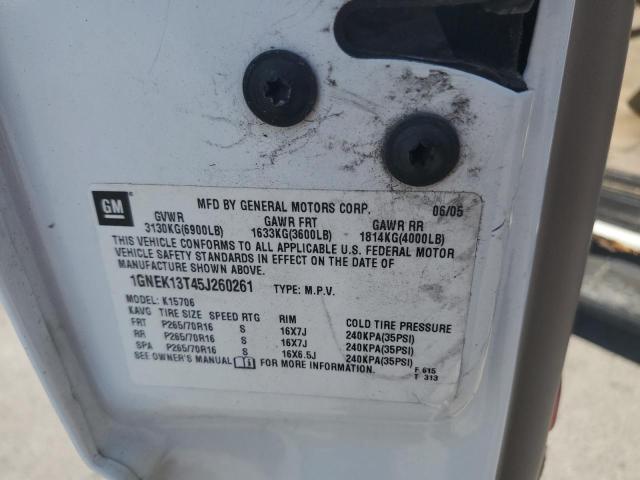 GM
MFD BY GENERAL MOTORS CORP. 06/05
GVWR GAWR FRT GAWR RR
3130KG(6900LB) 1633KG(3600LB) 1814KG(4000LB)
THIS VEHICLE CONFORMS TO ALL APPLICABLE U.S. FEDERAL MOTOR
VEHICLE SAFETY STANDARDS IN EFFECT ON THE DATE OF
MANUFACTURE SHOWN ABOVE.
1GNEK13T45J260261 TYPE: M.P.V.
MODEL: K15706
KAVG TIRE SIZE SPEED RTG RIM COLD TIRE PRESSURE
FRT P265/70R16 S 16X7J 240KPA(35PSI)
RR P265/70R16 S 16X7J 240KPA(35PSI)
SPA P265/70R16 S 16X6.5J 240KPA(35PSI)
SEE OWNER'S MANUAL FOR MORE INFORMATION. F 615
T 313